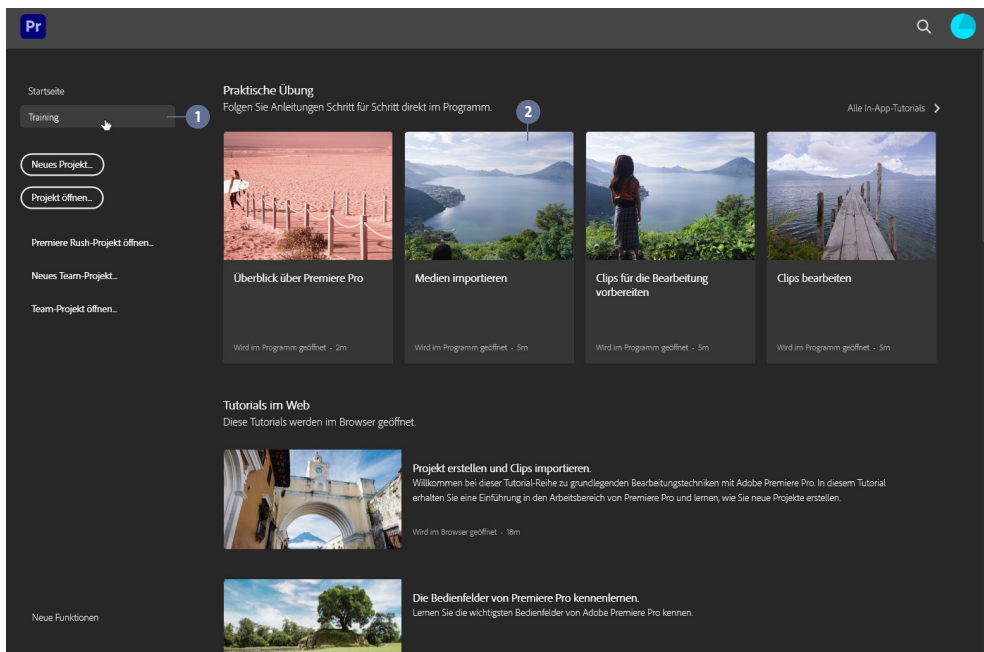 Pr
Startseite
Training
1
Neues Projekt...
Projekt öffnen...
Premiere Rush-Projekt öffnen...
Neues Team-Projekt...
Team-Projekt öffnen...
Neue Funktionen
Praktische Übung
Folgen Sie Anleitungen Schritt für Schritt direkt im Programm.
2
Alle In-App-Tutorials
Überblick über Premiere Pro
Wird im Programm geöffnet - 2m
Medien importieren
Wird im Programm geöffnet - 5m
Clips für die Bearbeitung
vorbereiten
Wird im Programm geöffnet - 5m
Clips bearbeiten
Wird im Programm geöffnet - 5m
Tutorials im Web
Diese Tutorials werden im Browser geöffnet.
Projekt erstellen und Clips importieren.
Willkommen bei dieser Tutorial-Reihe zu grundlegenden Bearbeitungstechniken mit Adobe Premiere Pro. In diesem Tutorial
erhalten Sie eine Einführung in den Arbeitsbereich von Premiere Pro und lernen, wie Sie neue Projekte erstellen.
Wird im Browser geöffnet - 18m
Die Bedienfelder von Premiere Pro kennenlernen.
Lernen Sie die wichtigsten Bedienfelder von Adobe Premiere Pro kennen.